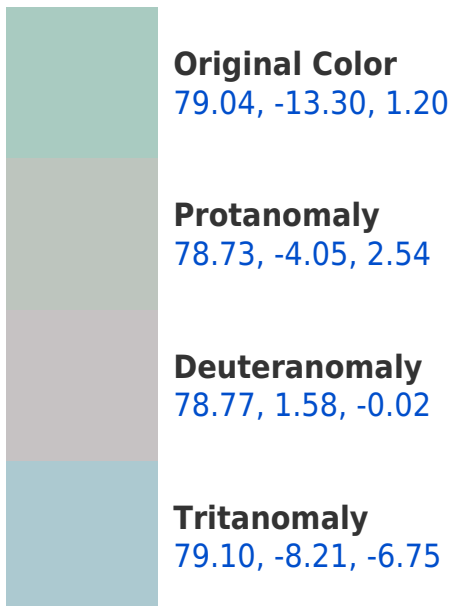 Original Color
79.04, -13.30, 1.20
Protanomaly
78.73, -4.05, 2.54
Deuteranomaly
78.77, 1.58, -0.02
Tritanomaly
79.10, -8.21, -6.75